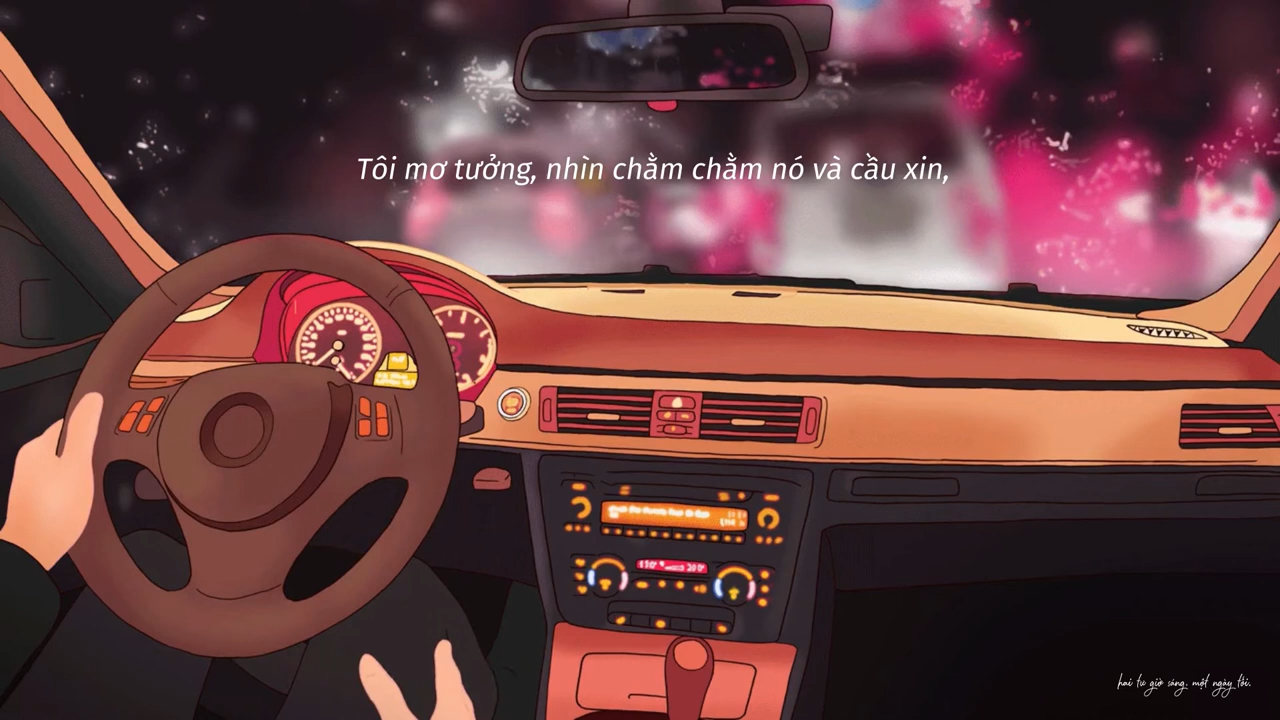 Tôi mơ tưởng, nhìn chằm chằm nó và cầu xin,
hai tư giờ sáng. một ngày tồi.